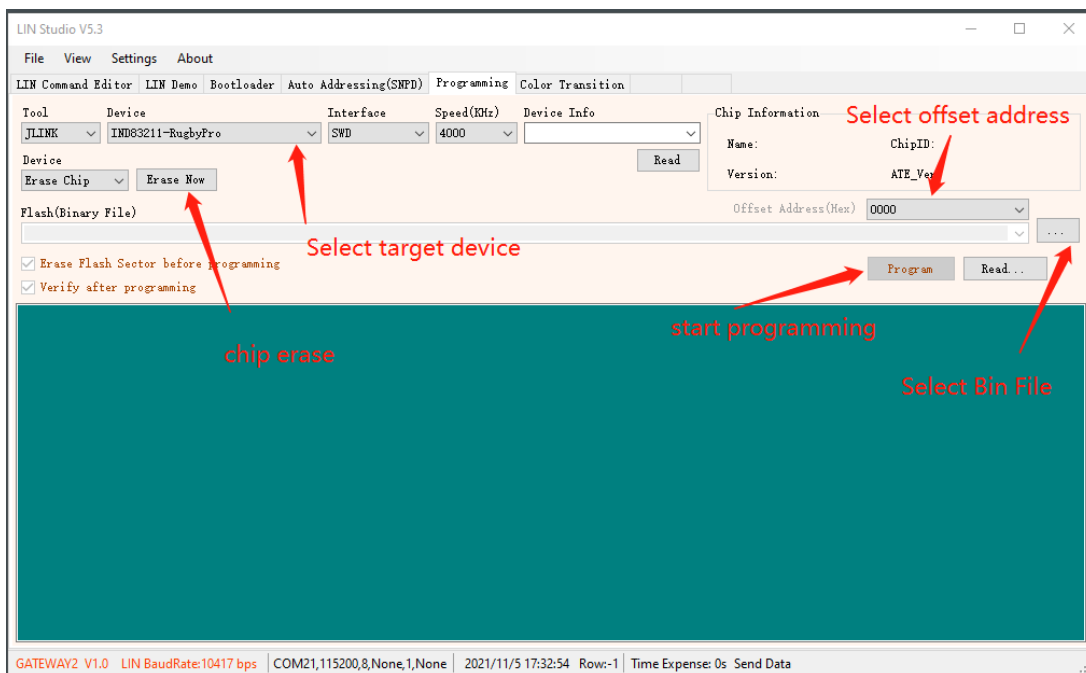 LIN Studio V5.3
File View Settings About
LIN Command Editor LIN Demo Bootloader Auto Addressing(SNPD) Programming Color Transition
Tool Device Interface Speed(KHz) Device Info Chip Information
Select offset address
JLINK IND83211-RugbyPro SWD 4000
Name: ChipID:
Device
Read
Erase Chip Erase Now
Version: ATE_Ver
Offset Address(Hex) 0000
Flash(Binary File)
...
Select target device
Erase Flash Sector before programming
Program Read...
Verify after programming
start programming
chip erase
Select Bin File
GATEWAY2 V1.0 LIN BaudRate:10417 bps COM21,115200,8,None,1,None 2021/11/5 17:32:54 Row:-1 Time Expense: 0s Send Data